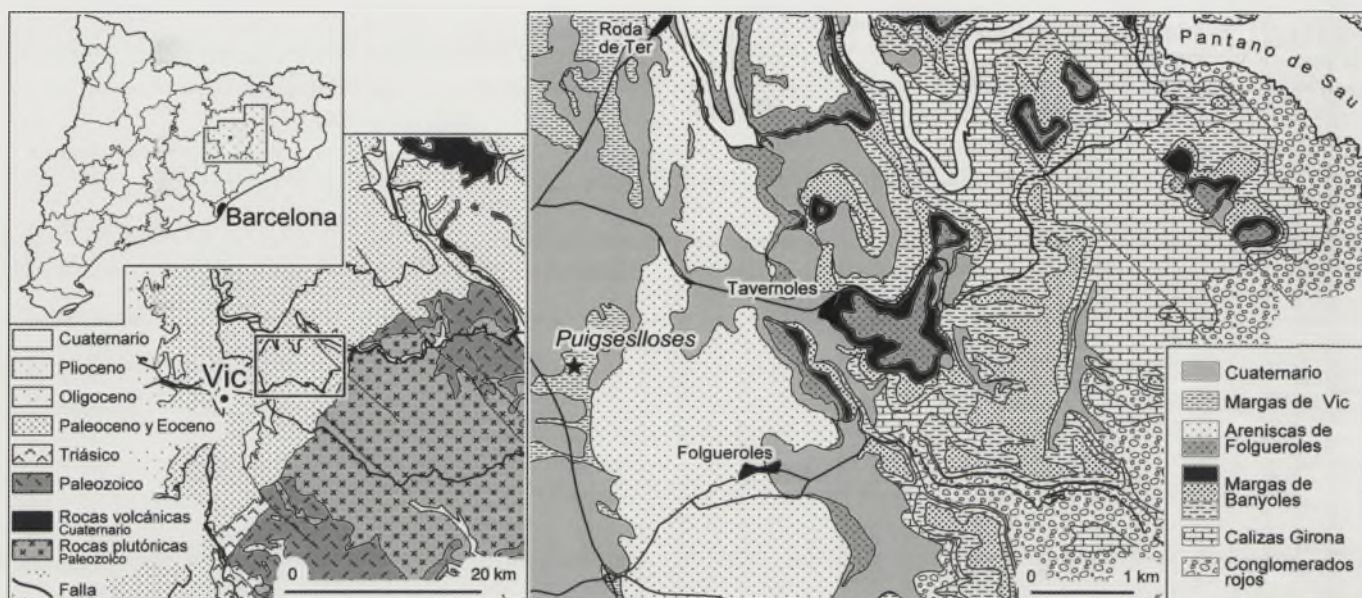 Barcelona
Cuaternario
Plioceno
Oligoceno
Paleoceno y Eoceno
Triásico
Paleozoico
Rocas volcánicas
Cuaternario
Rocas plutónicas
Paleozoico
Falla
Vic
0 20 km
Roda
de Ter
Pantano de Sau
Tavernoles
Puigseslloses
Folgueroles
0 1 km
Cuaternario
Margas de Vic
Areniscas de
Folgueroles
Margas de
Banyoles
Calizas Girona
Conglomerados
rojos